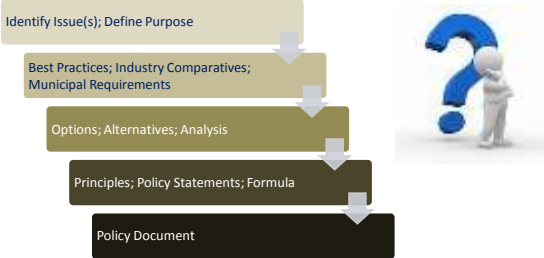 Identify Issue(s); Define Purpose
Best Practices; Industry Comparatives;
Municipal Requirements
Options; Alternatives; Analysis
Principles; Policy Statements; Formula
Policy Document